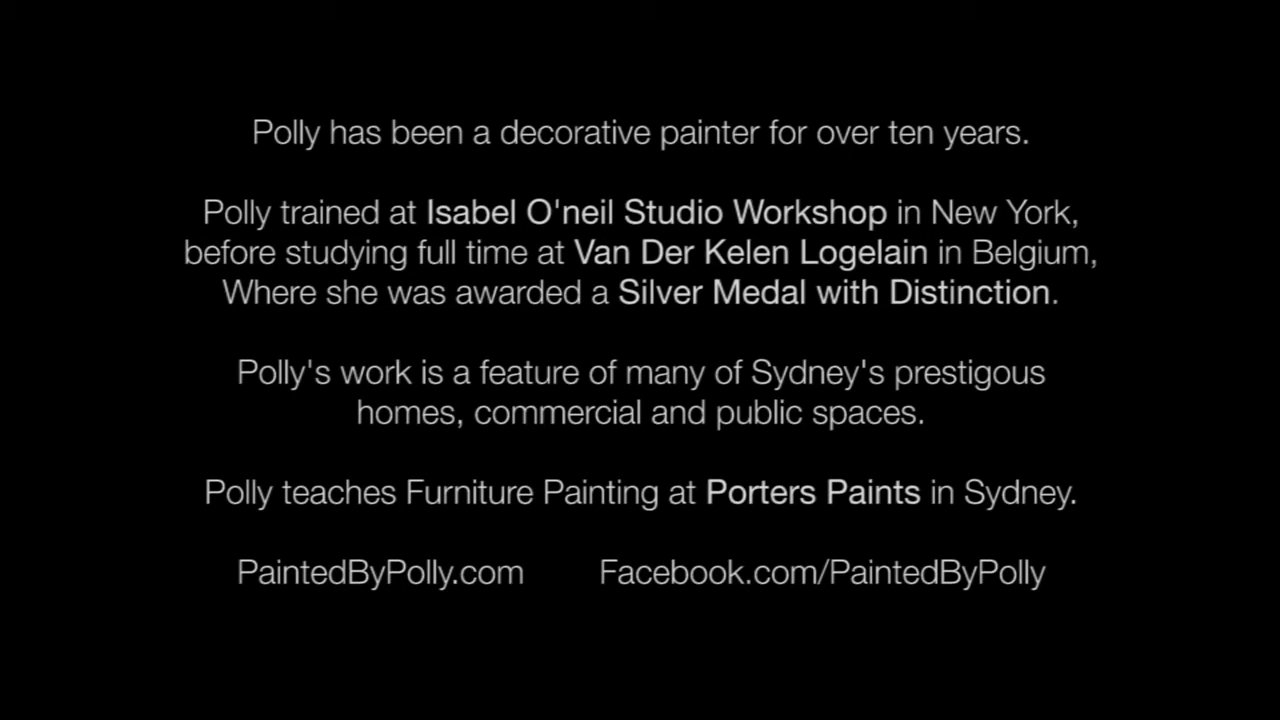 Polly has been a decorative painter for over ten years.
Polly trained at Isabel O'neil Studio Workshop in New York,
before studying full time at Van Der Kelen Logelain in Belgium,
Where she was awarded a Silver Medal with Distinction.
Polly's work is a feature of many of Sydney's prestigous
homes, commercial and public spaces.
Polly teaches Furniture Painting at Porters Paints in Sydney.
PaintedByPolly.com Facebook.com/PaintedByPolly